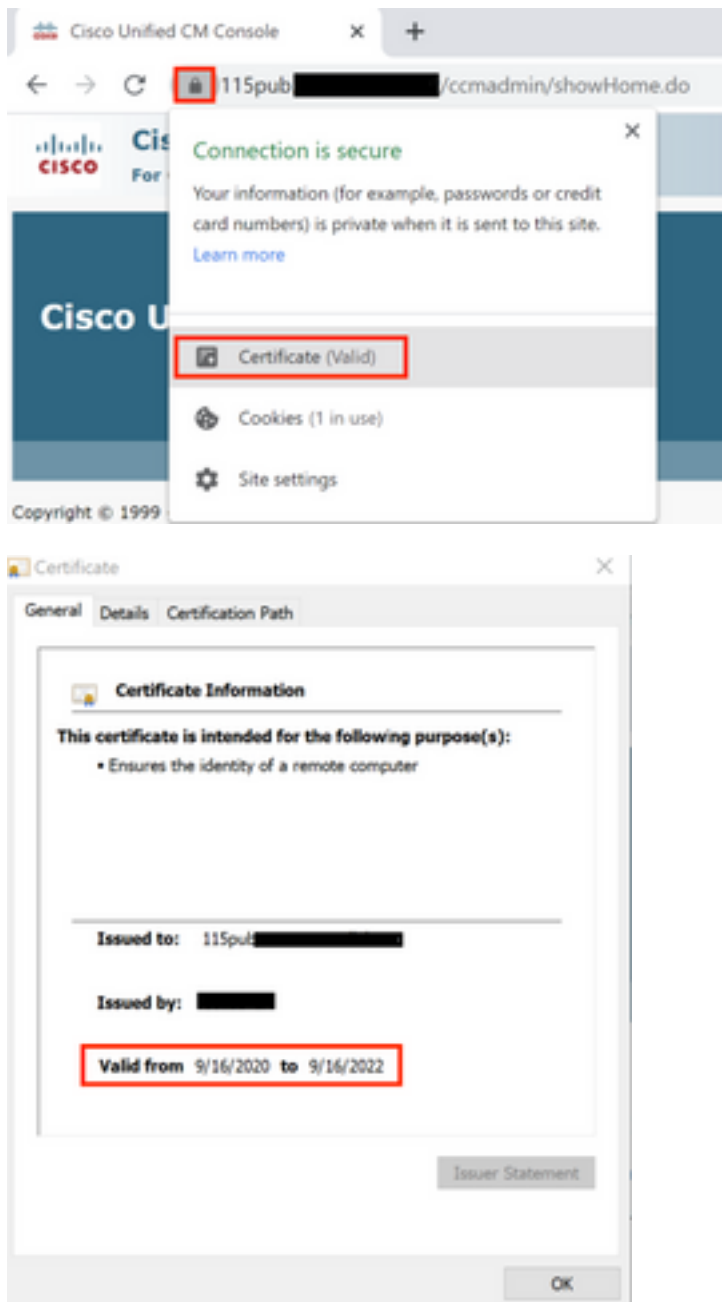 Cisco Unified CM Console
115pub /ccmadmin/showHome.do
CISCO
Cis
For
Connection is secure
Your information (for example, passwords or credit
card numbers) is private when it is sent to this site.
Learn more
Cisco U
Certificate (Valid)
Cookies (1 in use)
Site settings
Copyright © 1999
Certificate
General Details Certification Path
Certificate Information
This certificate is intended for the following purpose(s):
• Ensures the identity of a remote computer
Issued to: 115pub
Issued by:
Valid from 9/16/2020 to 9/16/2022
Issuer Statement
OK